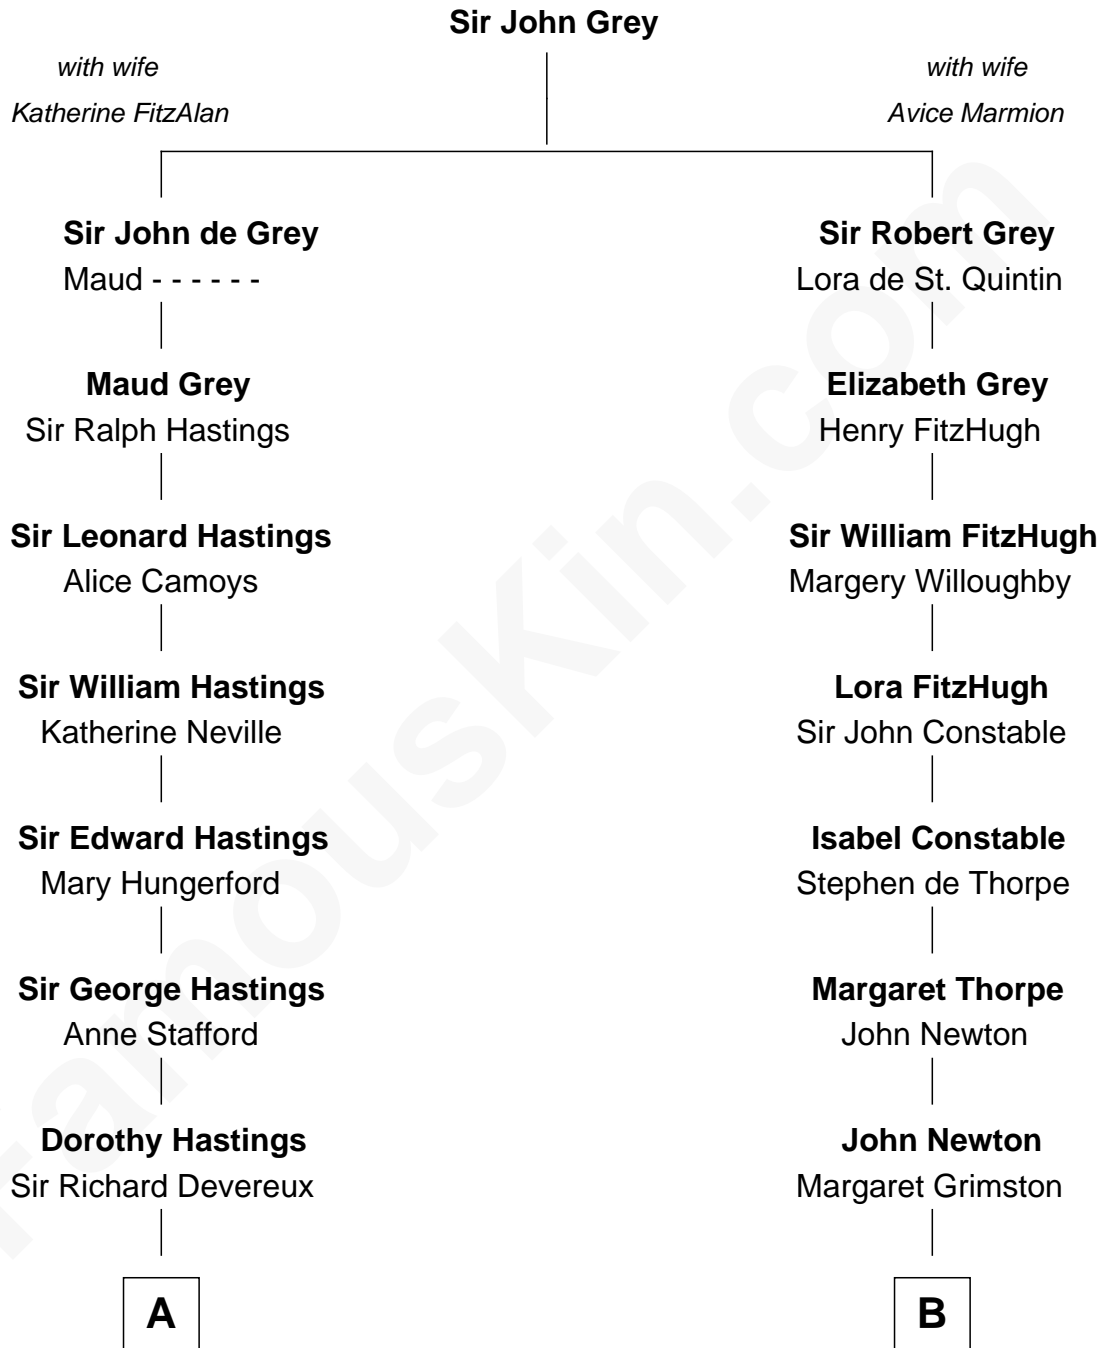 Sir John Grey
with wife
Katherine FitzAlan
with wife
Avice Marmion
Sir John de Grey
Maud - - - - - -
Sir Robert Grey
Lora de St. Quintin
Maud Grey
Sir Ralph Hastings
Elizabeth Grey
Henry FitzHugh
Sir Leonard Hastings
Alice Camoys
Sir William FitzHugh
Margery Willoughby
Sir William Hastings
Katherine Neville
Lora FitzHugh
Sir John Constable
Sir Edward Hastings
Mary Hungerford
Isabel Constable
Stephen de Thorpe
Sir George Hastings
Anne Stafford
Margaret Thorpe
John Newton
Dorothy Hastings
Sir Richard Devereux
John Newton
Margaret Grimston
A
B
FamousKin.com